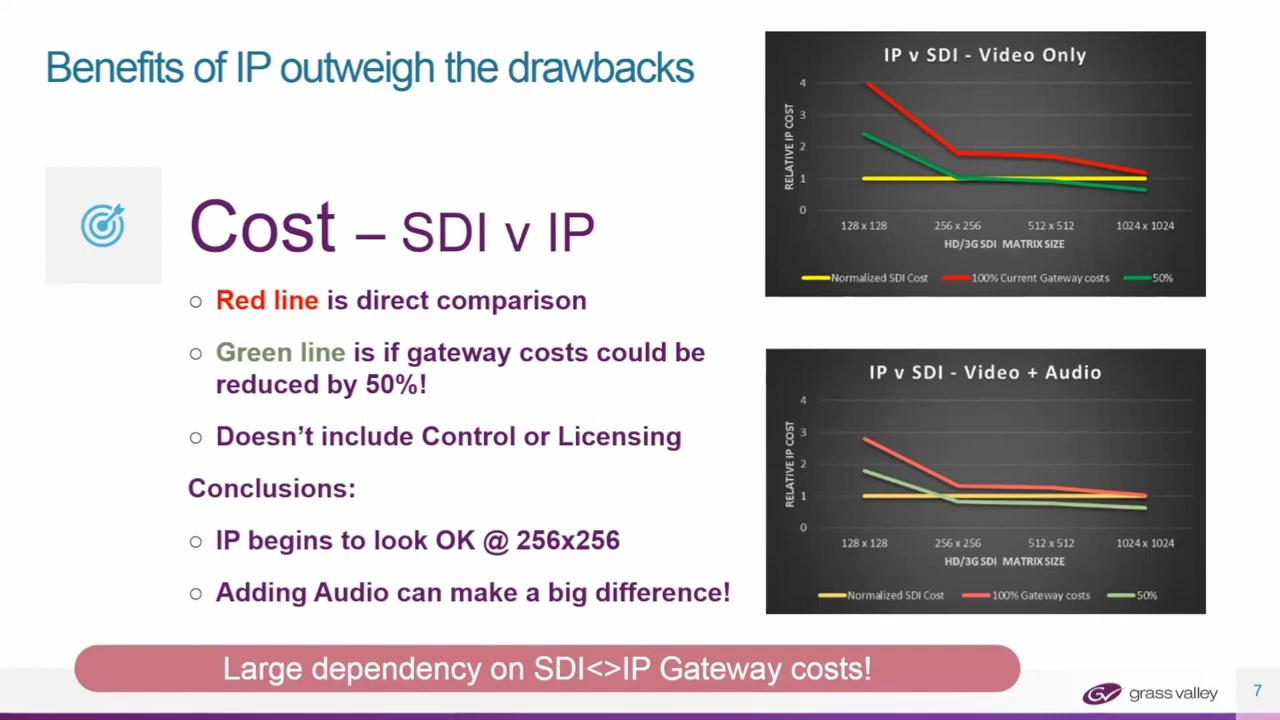 Benefits of IP outweigh the drawbacks
Cost – SDI v IP
○ Red line is direct comparison
○ Green line is if gateway costs could be
reduced by 50%!
○ Doesn’t include Control or Licensing
Conclusions:
○ IP begins to look OK @ 256x256
○ Adding Audio can make a big difference!
IP v SDI - Video Only
RELATIVE IP COST
4
3
2
1
0
128 x 128 256 x 256 512 x 512 1024 x 1024
HD/3G SDI MATRIX SIZE
Normalized SDI Cost 100% Current Gateway costs 50%
IP v SDI - Video + Audio
RELATIVE IP COST
4
3
2
1
0
128 x 128 256 x 256 512 x 512 1024 x 1024
HD/3G SDI MATRIX SIZE
Normalized SDI Cost 100% Gateway costs 50%
Large dependency on SDI<>IP Gateway costs!
GV grass valley
7